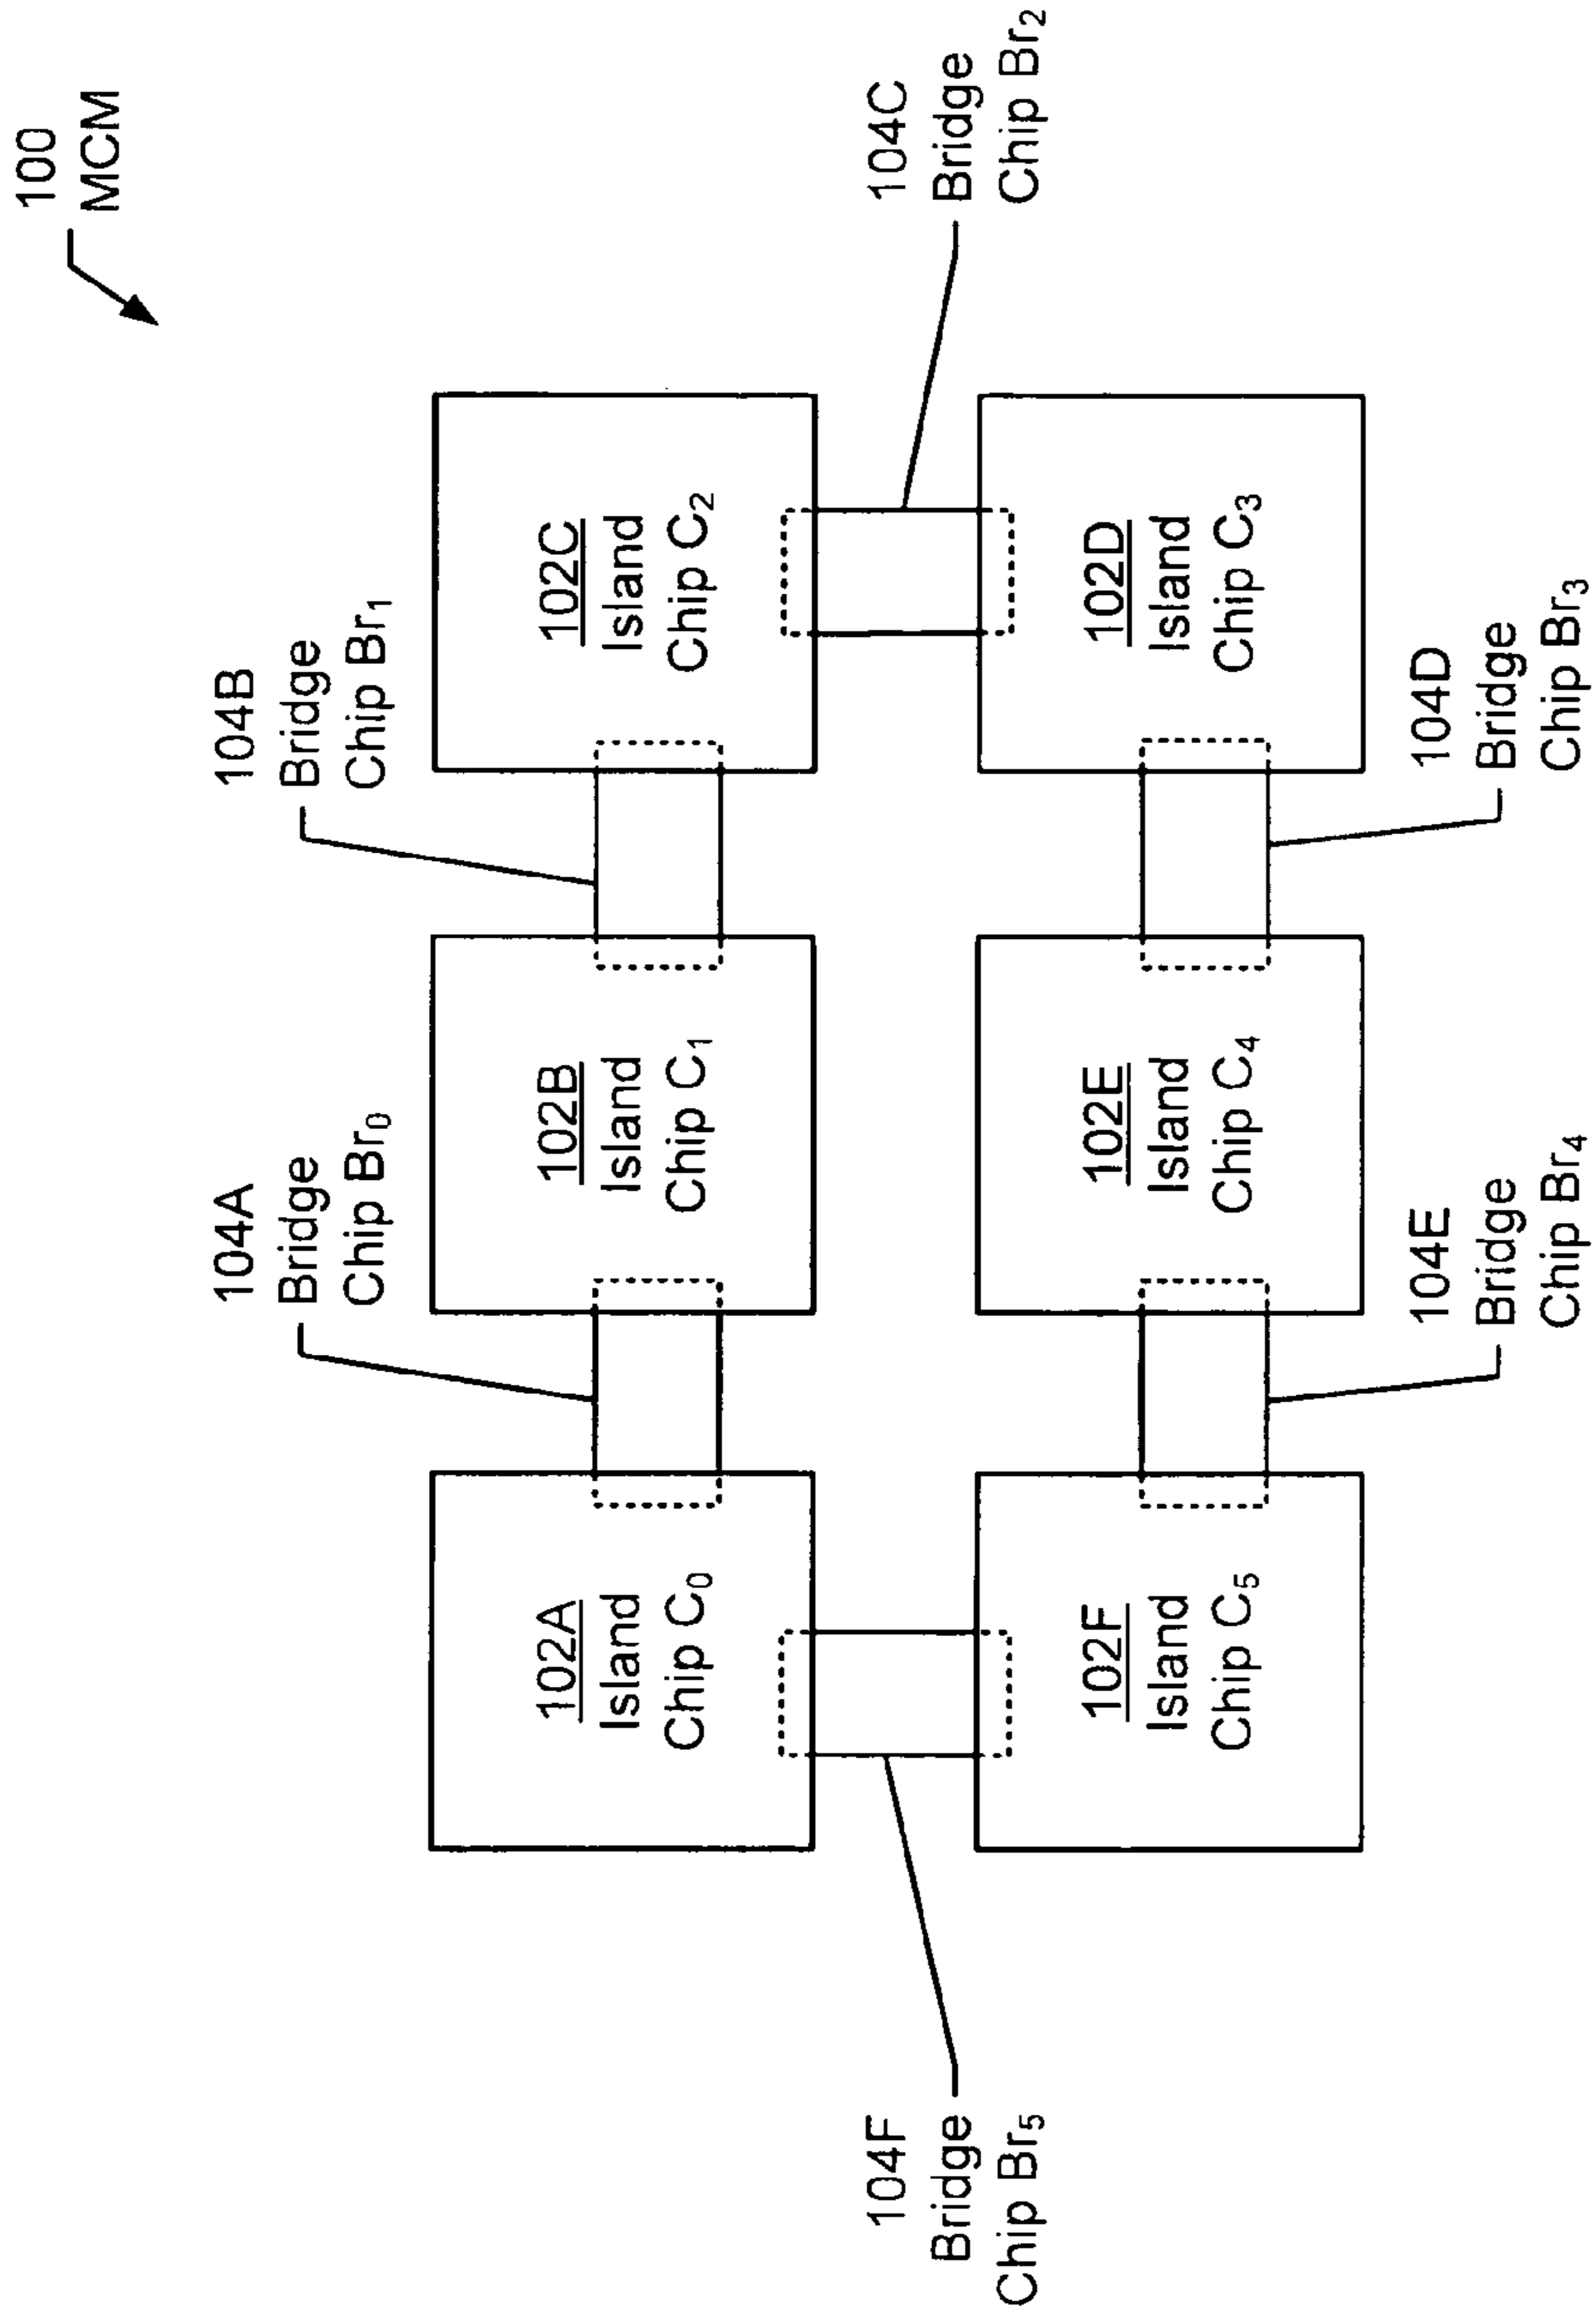 100
MCM
104A
Bridge
Chip Br₀
104B
Bridge
Chip Br₁
102A
Island
Chip C₀
102B
Island
Chip C₁
102C
Island
Chip C₂
104F
Bridge
Chip Br₅
104C
Bridge
Chip Br₂
102F
Island
Chip C₅
102E
Island
Chip C₄
102D
Island
Chip C₃
104E
Bridge
Chip Br₄
104D
Bridge
Chip Br₃